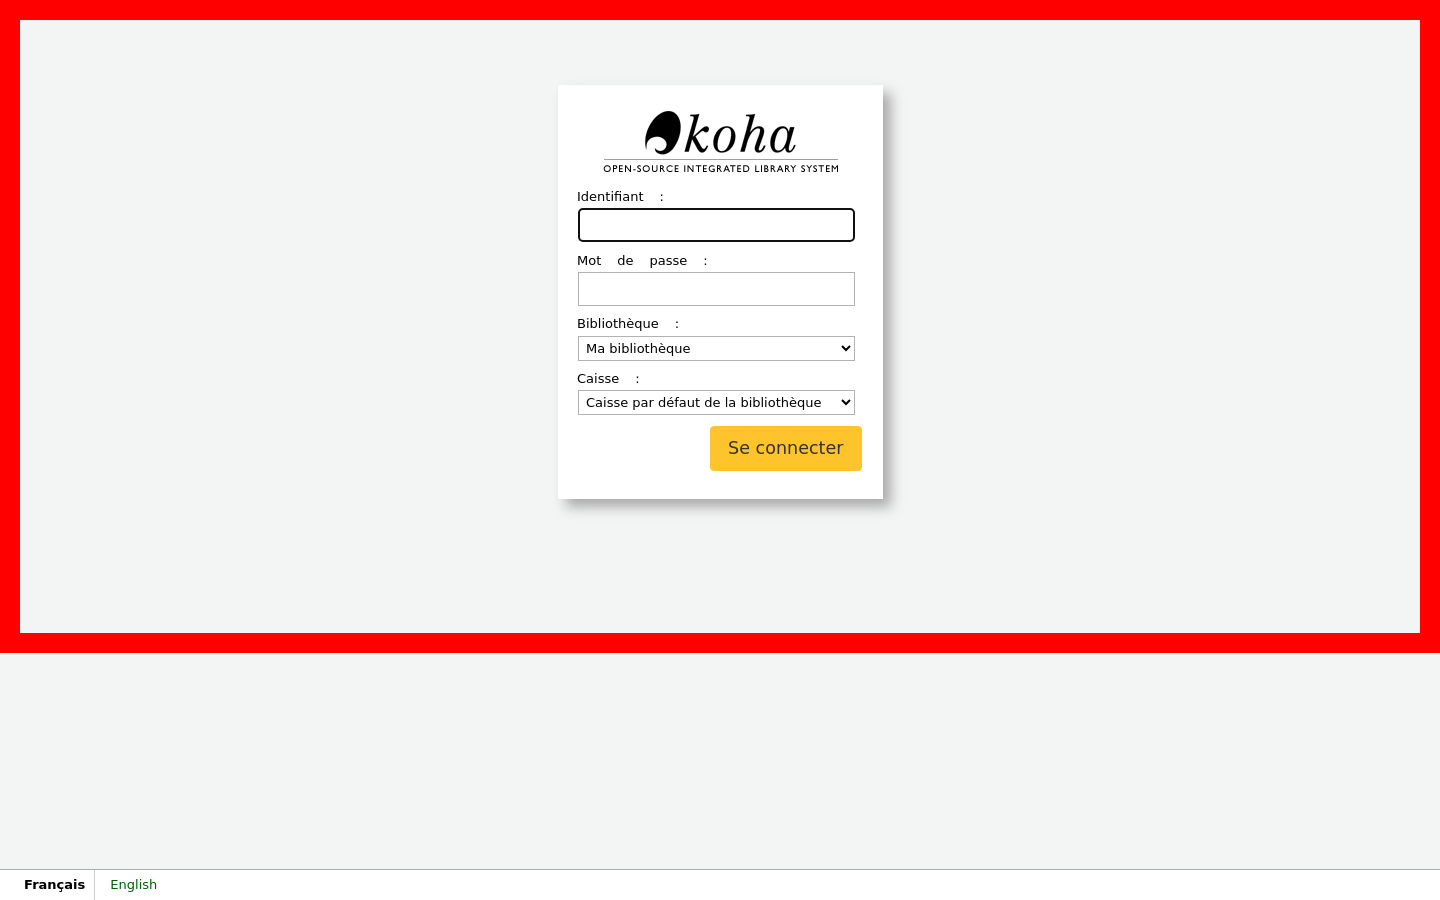 koha
OPEN-SOURCE INTEGRATED LIBRARY SYSTEM
Identifiant :
Mot de passe :
Bibliothèque :
Ma bibliothèque
Caisse :
Caisse par défaut de la bibliothèque
Se connecter
Français English